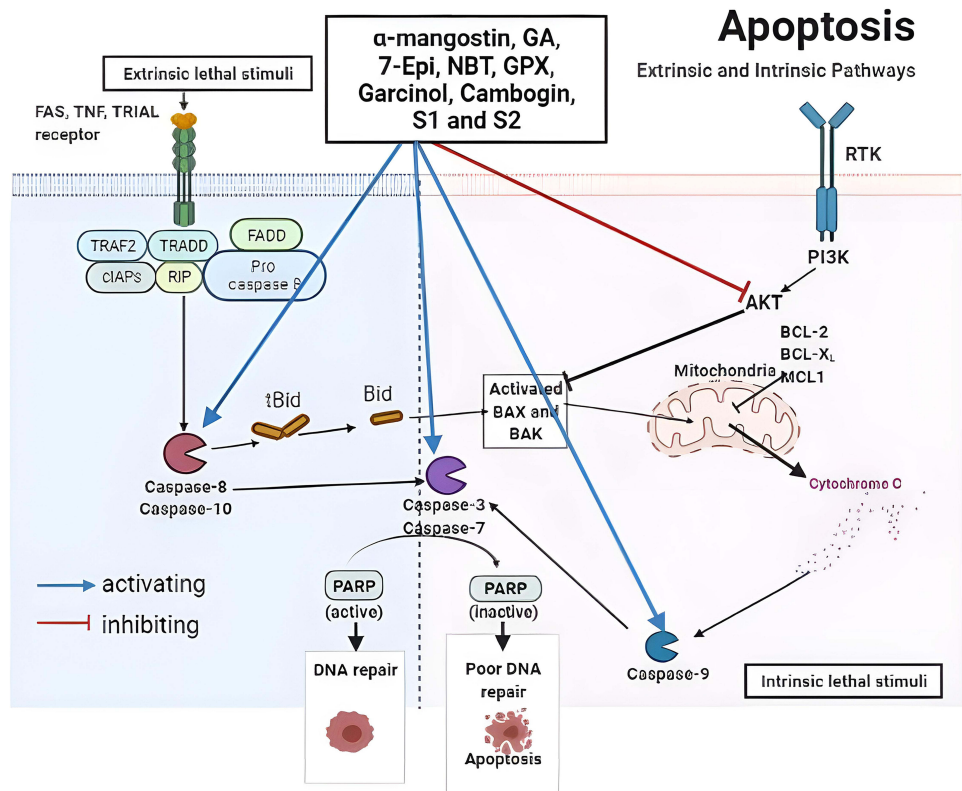 Apoptosis
Extrinsic and Intrinsic Pathways
α-mangostin, GA,
7-Epi, NBT, GPX,
Garcinol, Cambogin,
S1 and S2
Extrinsic lethal stimuli
FAS, TNF, TRIAL
receptor
RTK
TRAF2
TRADD
FADD
cIAPs
RIP
Pro
caspase 8
PI3K
AKT
BCL-2
BCL-XL
MCL1
Mitochondria
tBid
Bid
Activated
BAX and
BAK
Caspase-8
Caspase-10
Caspase-3
Caspase-7
Cytochrome C
activating
inhibiting
PARP
(active)
PARP
(inactive)
DNA repair
Poor DNA
repair
Apoptosis
Caspase-9
Intrinsic lethal stimuli